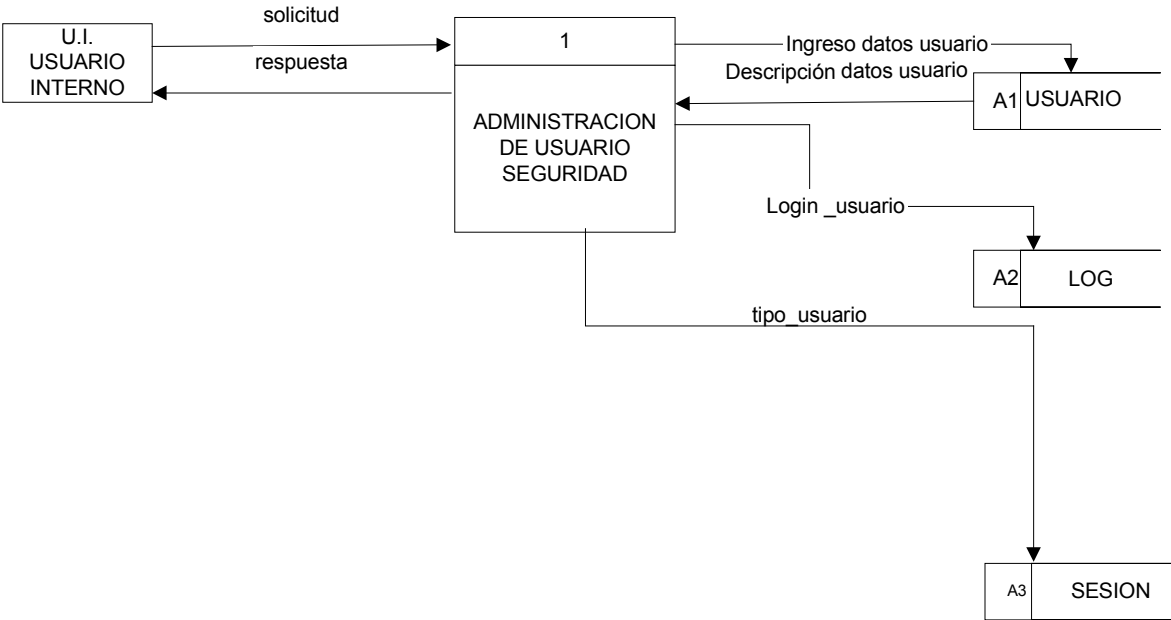 solicitud
U.I.
USUARIO
INTERNO
respuesta
1
ADMINISTRACION
DE USUARIO
SEGURIDAD
Ingreso datos usuario
Descripción datos usuario
A1 USUARIO
Login _usuario
A2 LOG
tipo_usuario
A3 SESION